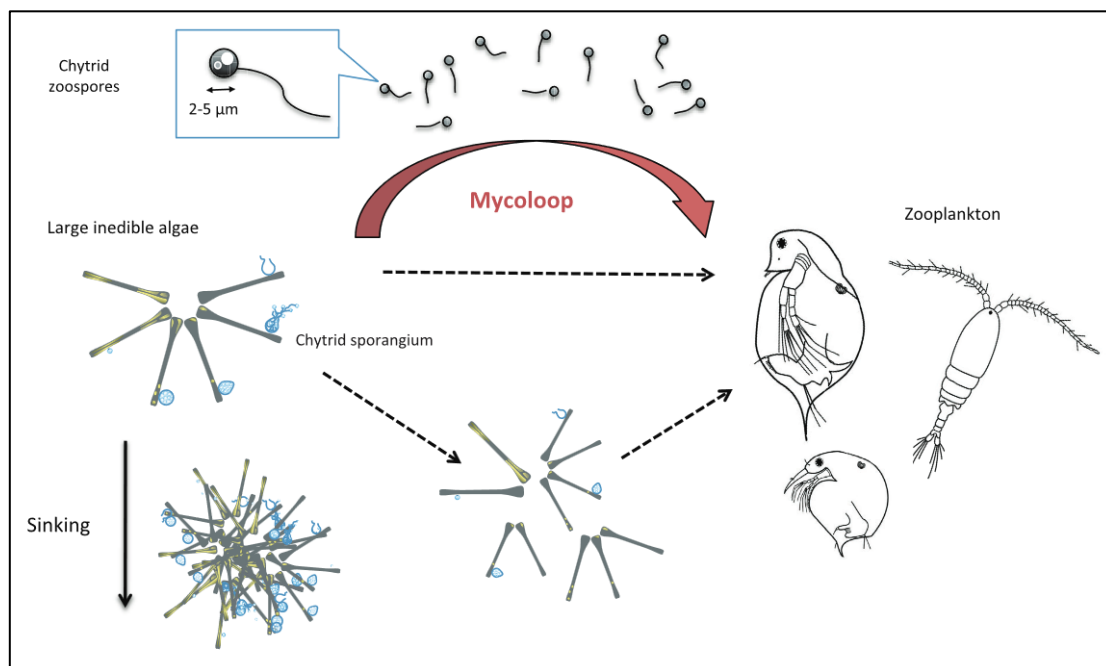 Chytrid
zoospores
2-5 µm
Mycoloop
Large inedible algae
Zooplankton
Chytrid sporangium
Sinking